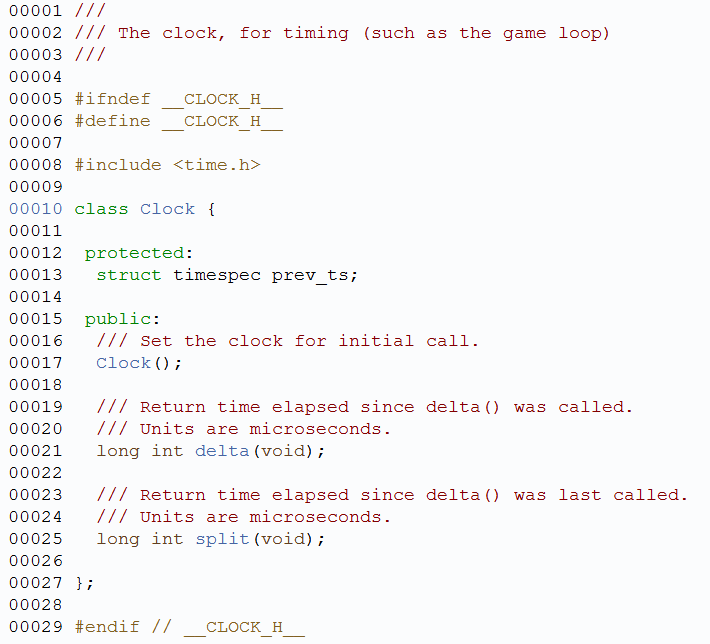 00001 ///
00002 /// The clock, for timing (such as the game loop)
00003 ///
00004
00005 #ifndef __CLOCK_H__
00006 #define __CLOCK_H__
00007
00008 #include <time.h>
00009
00010 class Clock {
00011
00012  protected:
00013   struct timespec prev_ts;
00014
00015  public:
00016   /// Set the clock for initial call.
00017   Clock();
00018
00019   /// Return time elapsed since delta() was called.
00020   /// Units are microseconds.
00021   long int delta(void);
00022
00023   /// Return time elapsed since delta() was last called.
00024   /// Units are microseconds.
00025   long int split(void);
00026
00027 };
00028
00029 #endif // __CLOCK_H__